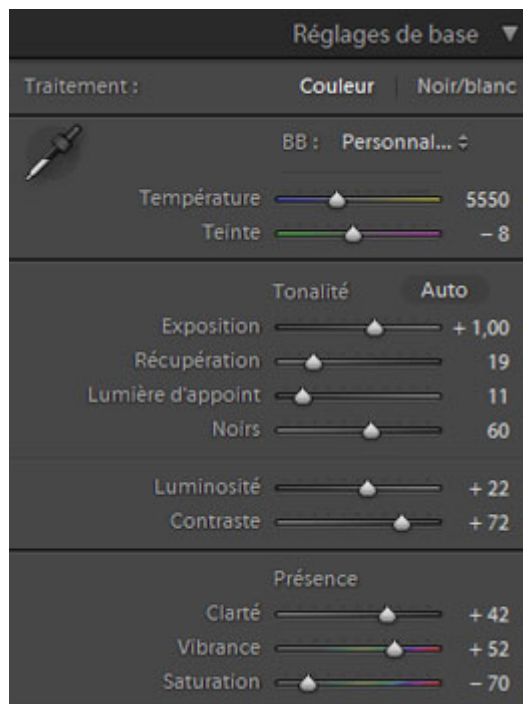 Réglages de base
Traitement : Couleur Noir/blanc
BB : Personnal...
Température 5550
Teinte – 8
Tonalité Auto
Exposition + 1,00
Récupération 19
Lumière d'appoint 11
Noirs 60
Luminosité + 22
Contraste + 72
Présence
Clarté + 42
Vibrance + 52
Saturation – 70